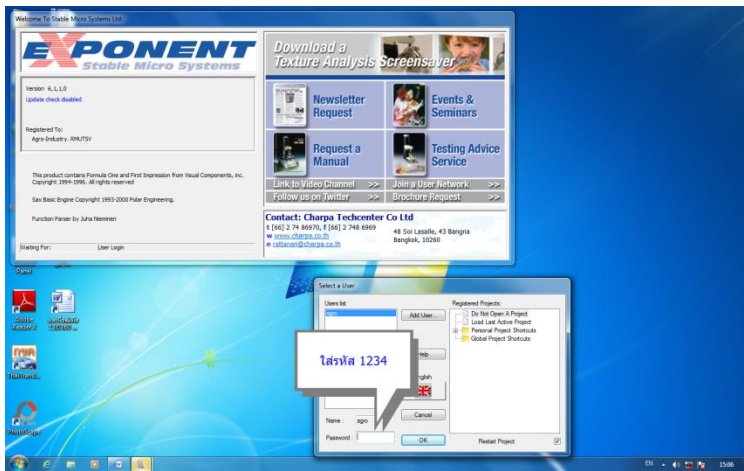 Welcome To Stable Micro Systems Ltd
EXPONENT
Stable Micro Systems
Version 6,1,1,0
Update check disabled
Registered To:
Agro-Industry. RMUTSV
This product contains Formula One and First Impression from Visual Components, Inc.
Copyright 1994-1996. All rights reserved
Sax Basic Engine Copyright 1993-2000 Polar Engineering.
Function Parser by Juha Nieminen
Waiting For: User Login
Download a
Texture Analysis Screensaver
Newsletter
Request
Events &
Seminars
Request a
Manual
Testing Advice
Service
Link to Video Channel >>
Join a User Network >>
Follow us on Twitter >>
Brochure Request >>
Contact: Charpa Techcenter Co Ltd
t [66] 2 74 86970, f [66] 2 748 6969
w www.charpa.co.th
e rattanan@charpa.co.th
48 Soi Lasalle, 43 Bangna
Bangkok, 10260
Adobe
Reader X
PhotoScape
Select a User
Users list
agro
Add User...
Help
English
Cancel
OK
Name : agro
Password :
Registered Projects:
Do Not Open A Project
Load Last Active Project
Personal Project Shortcuts
Global Project Shortcuts
Restart Project
ใส่รหัส 1234
EN
15:06